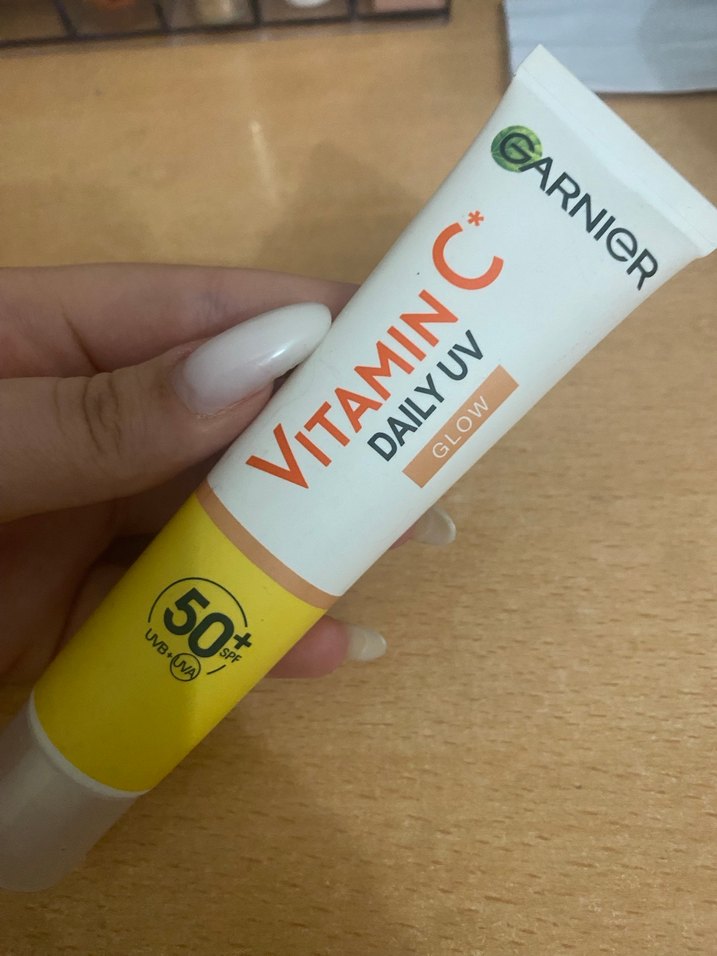 GARNIER
VITAMIN C*
DAILY UV
GLOW
50+
SPF
UVB+UVA